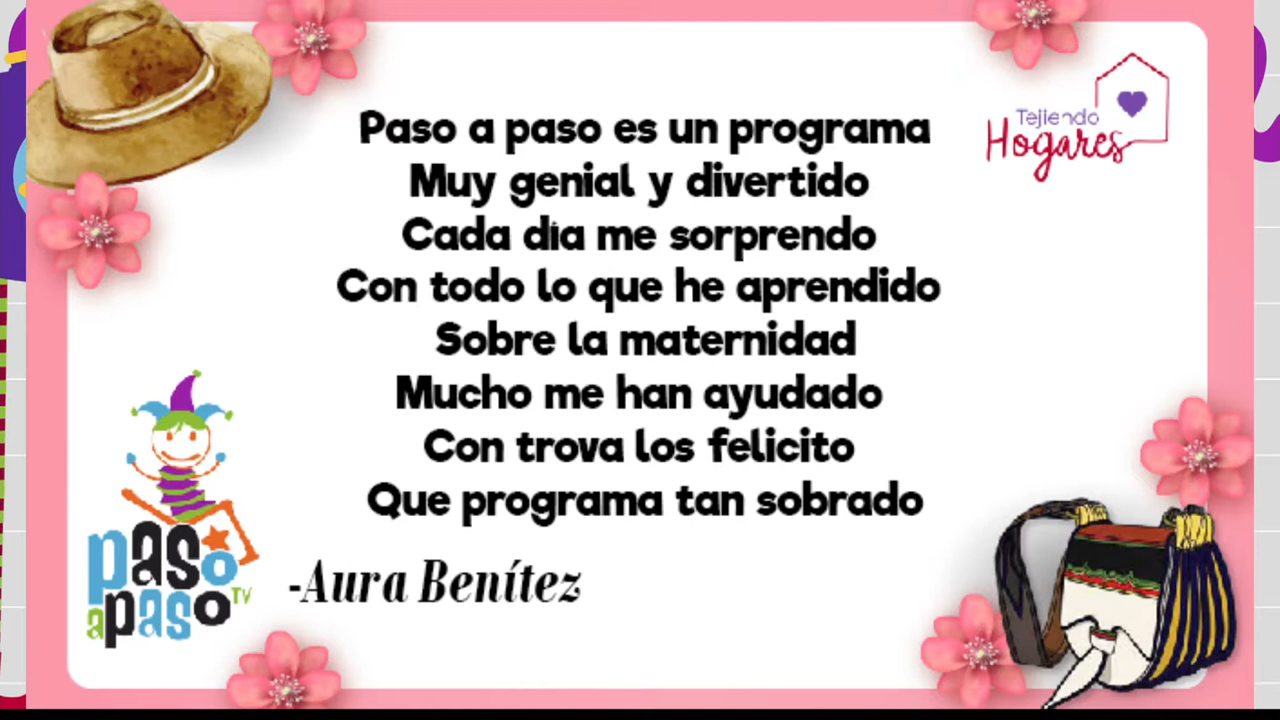 Paso a paso es un programa
Muy genial y divertido
Cada día me sorprendo
Con todo lo que he aprendido
Sobre la maternidad
Mucho me han ayudado
Con trova los felicito
Que programa tan sobrado
-Aura Benítez
Tejiendo
Hogares
paso
a paso TV